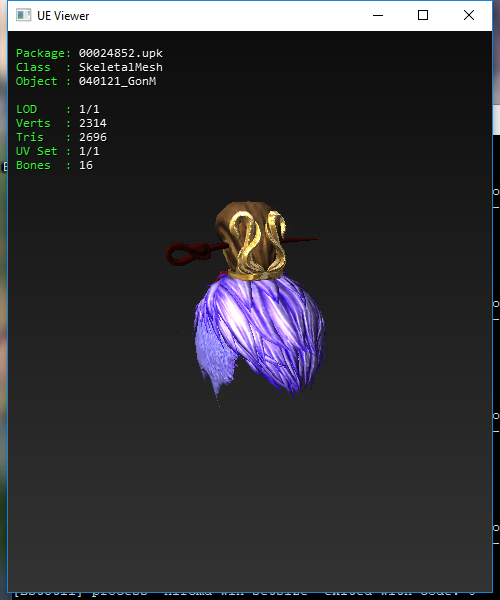 UE Viewer
Package: 00024852.upk
Class : SkeletalMesh
Object : 040121_GonM
LOD : 1/1
Verts : 2314
Tris : 2696
UV Set : 1/1
Bones : 16